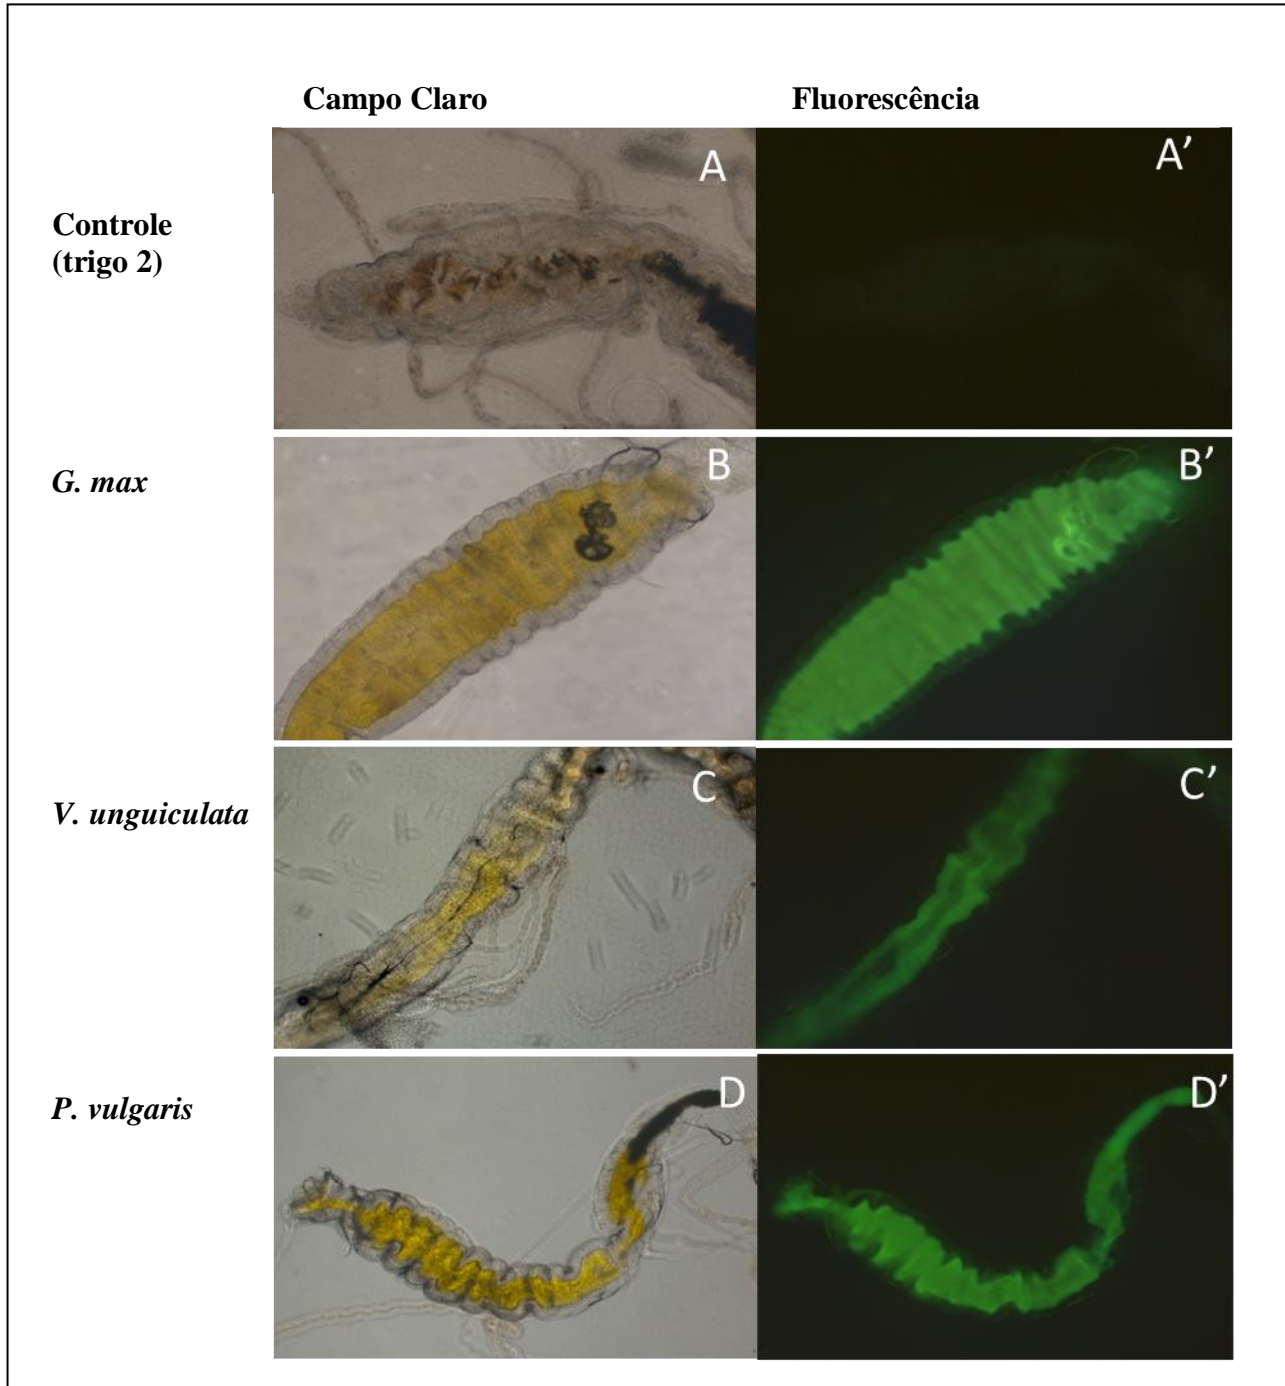 Campo Claro
Fluorescência
Controle
(trigo 2)
A
A’
G. max
B
B’
V. unguiculata
C
C’
P. vulgaris
D
D’